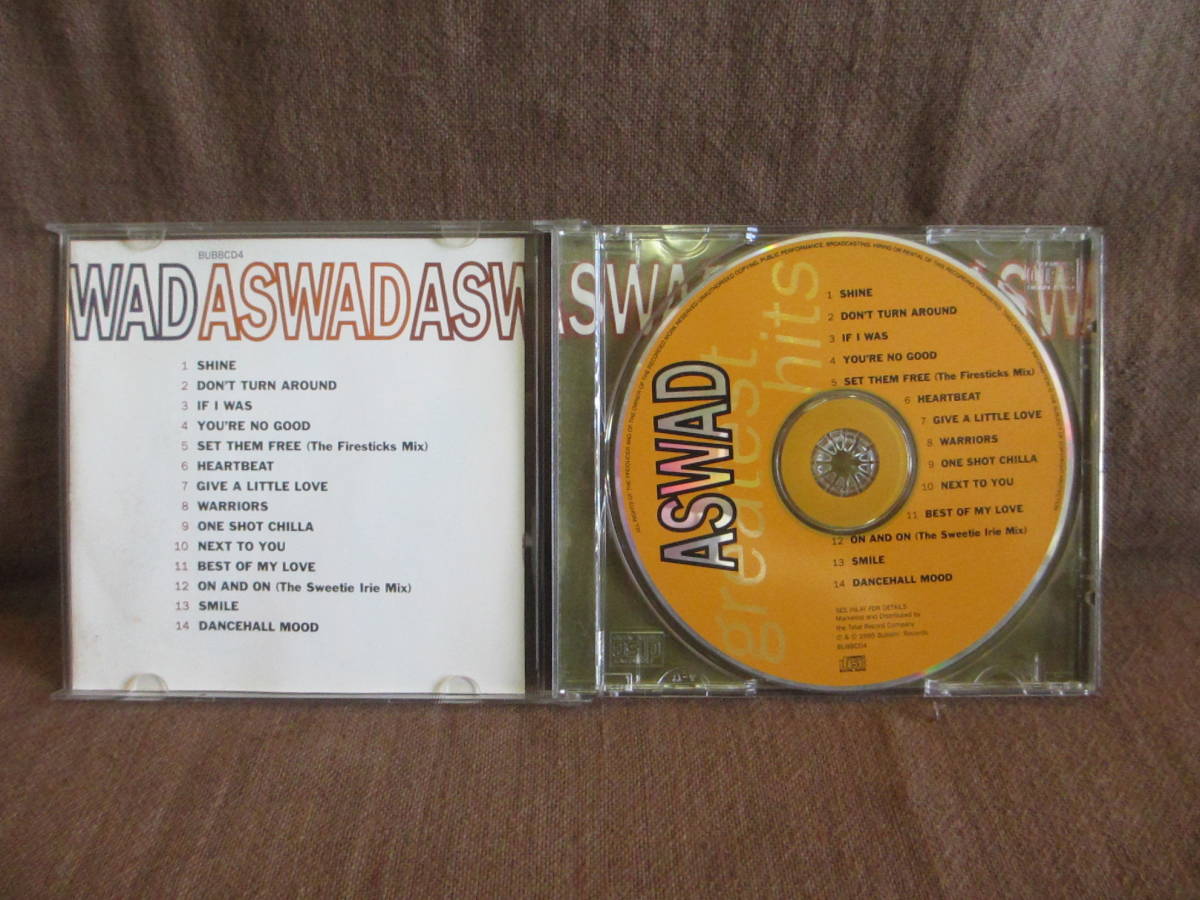 BUBBCD4
WAD ASWAD ASW
1 SHINE
2 DON'T TURN AROUND
3 IF I WAS
4 YOU'RE NO GOOD
5 SET THEM FREE (The Firesticks Mix)
6 HEARTBEAT
7 GIVE A LITTLE LOVE
8 WARRIORS
9 ONE SHOT CHILLA
10 NEXT TO YOU
11 BEST OF MY LOVE
12 ON AND ON (The Sweetie Irie Mix)
13 SMILE
14 DANCEHALL MOOD
ASWA
ASWA
ASWAD
greatest
hits
1 SHINE
2 DON'T TURN AROUND
3 IF I WAS
4 YOU'RE NO GOOD
5 SET THEM FREE (The Firesticks Mix)
6 HEARTBEAT
7 GIVE A LITTLE LOVE
8 WARRIORS
9 ONE SHOT CHILLA
10 NEXT TO YOU
11 BEST OF MY LOVE
12 ON AND ON (The Sweetie Irie Mix)
13 SMILE
14 DANCEHALL MOOD
SEE INLAY FOR DETAILS
Marketed and Distributed by
the Total Record Company
Records
BUBBCD4